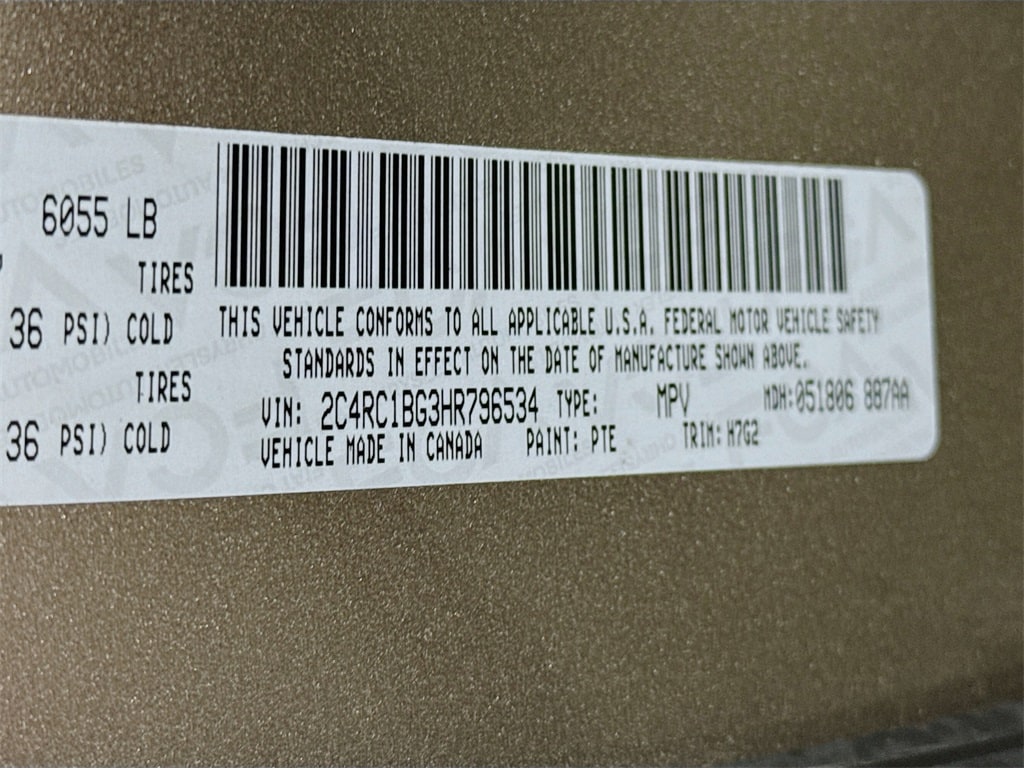 6055 LB
TIRES
36 PSI) COLD
TIRES
36 PSI) COLD
THIS VEHICLE CONFORMS TO ALL APPLICABLE U.S.A. FEDERAL MOTOR VEHICLE SAFETY
STANDARDS IN EFFECT ON THE DATE OF MANUFACTURE SHOWN ABOVE.
VIN: 2C4RC1BG3HR796534 TYPE: MPV MDH:051806 887AA
VEHICLE MADE IN CANADA PAINT: PTE TRIM: H7G2